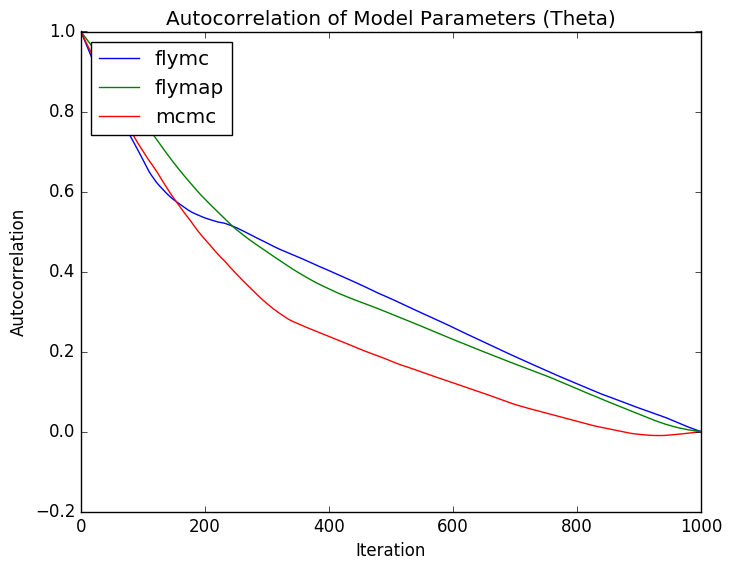 Autocorrelation of Model Parameters (Theta)
1.0
0.8
0.6
0.4
0.2
0.0
−0.2
Autocorrelation
flymc
flymap
mcmc
0 200 400 600 800 1000
Iteration